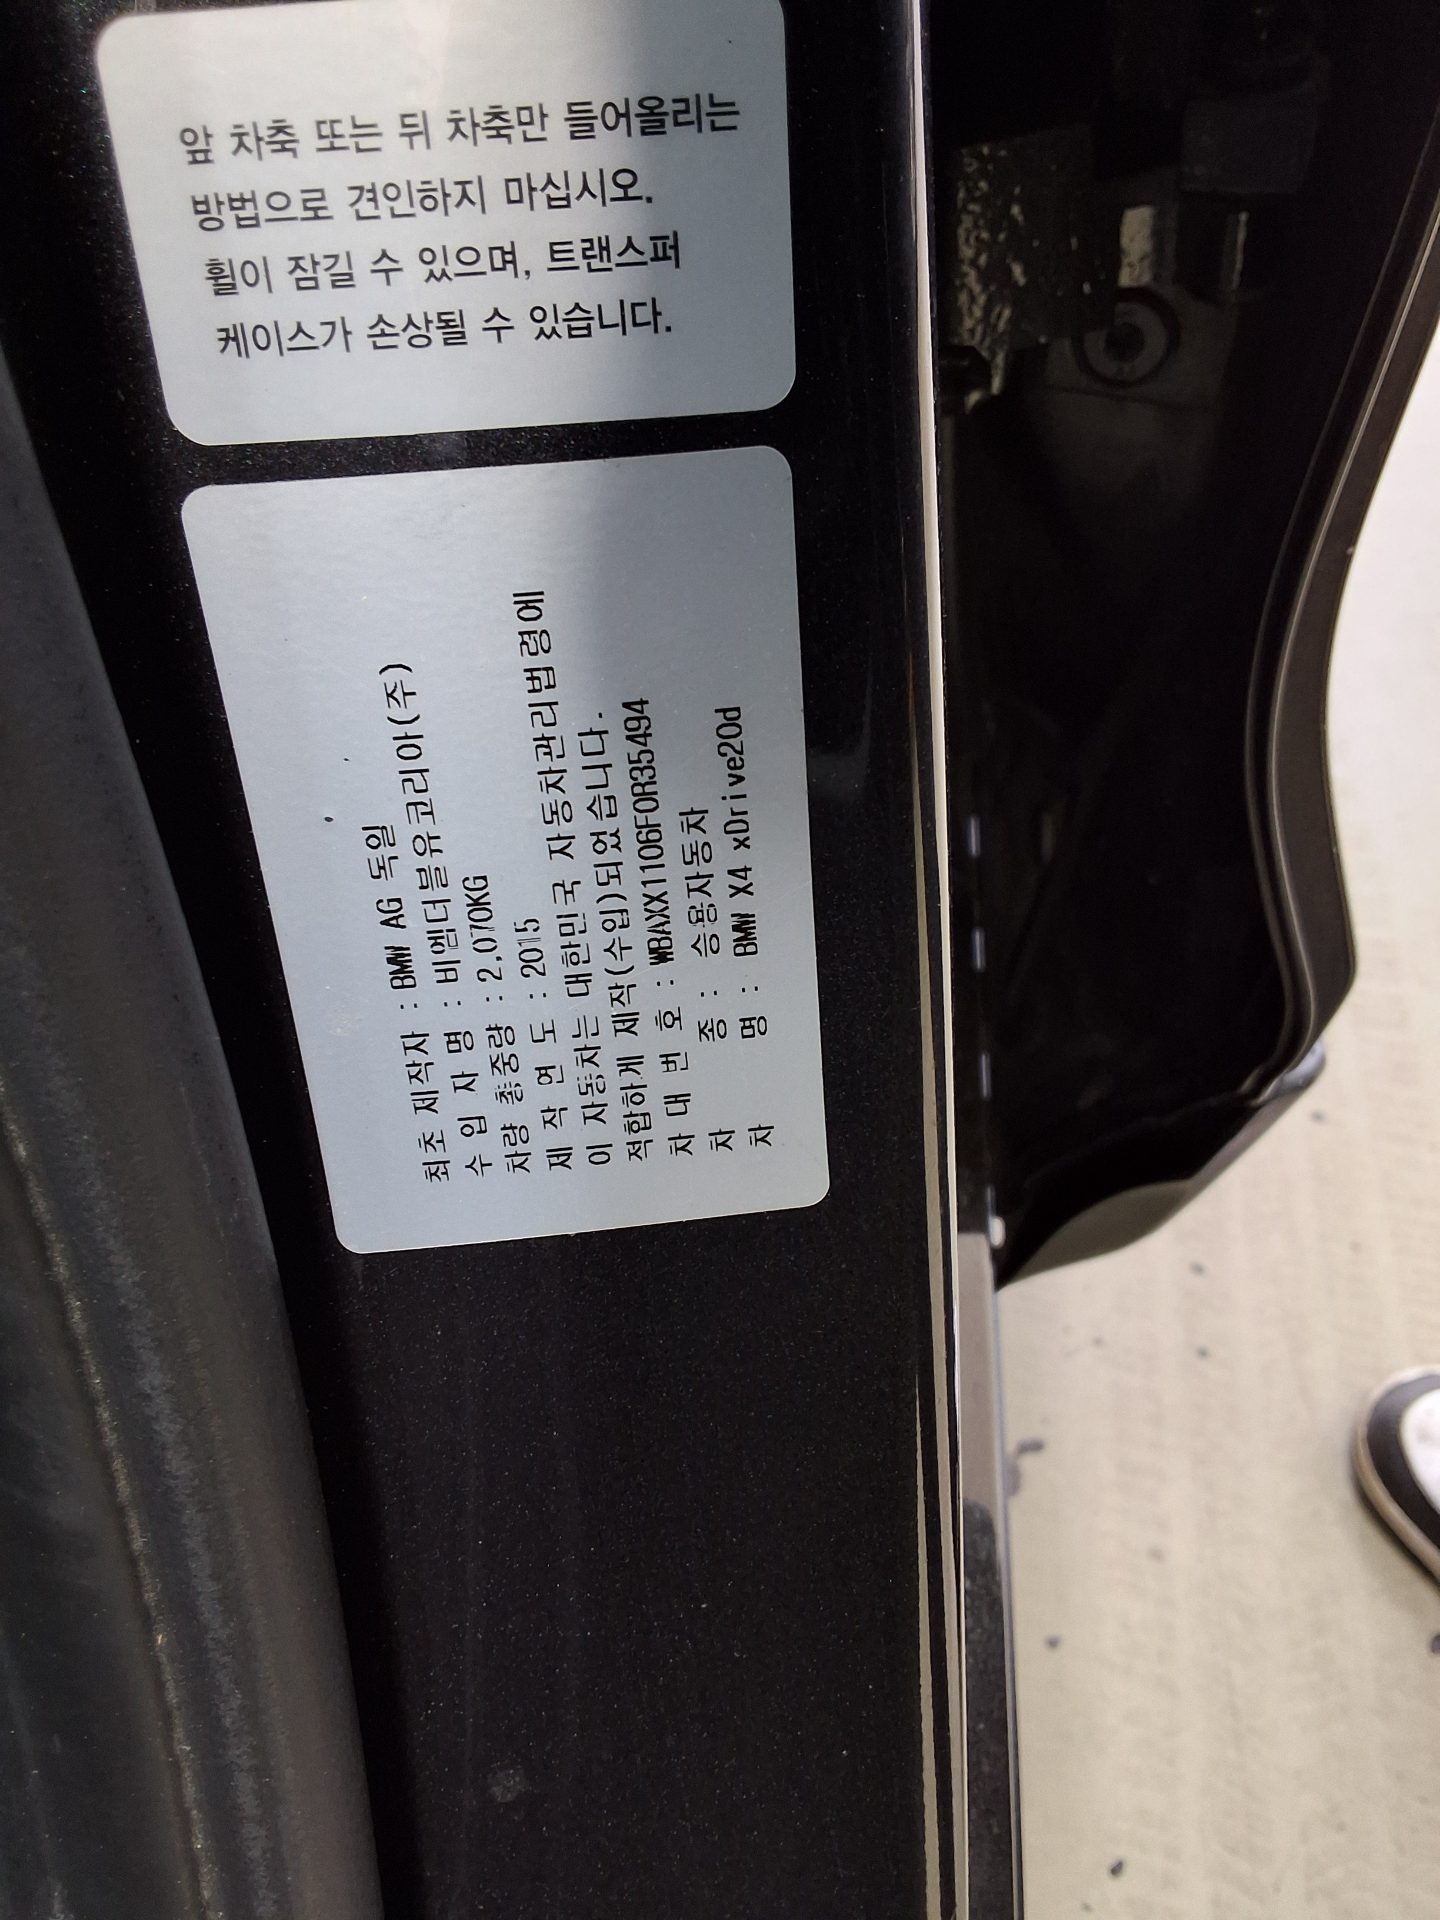 앞 차축 또는 뒤 차축만 들어올리는
방법으로 견인하지 마십시오.
휠이 잠길 수 있으며, 트랜스퍼
케이스가 손상될 수 있습니다.
최초 제작자 : BMW AG 독일
수 입 자 명 : 비엠더블유코리아(주)
차량 총중량 : 2,070KG
제 작 연 도 : 2015
이 자동차는 대한민국 자동차관리법령에
적합하게 제작(수입)되었습니다.
차 대 번 호 : WBAXX1106F0R35494
차 종 : 승용자동차
차 명 : BMW X4 xDrive20d